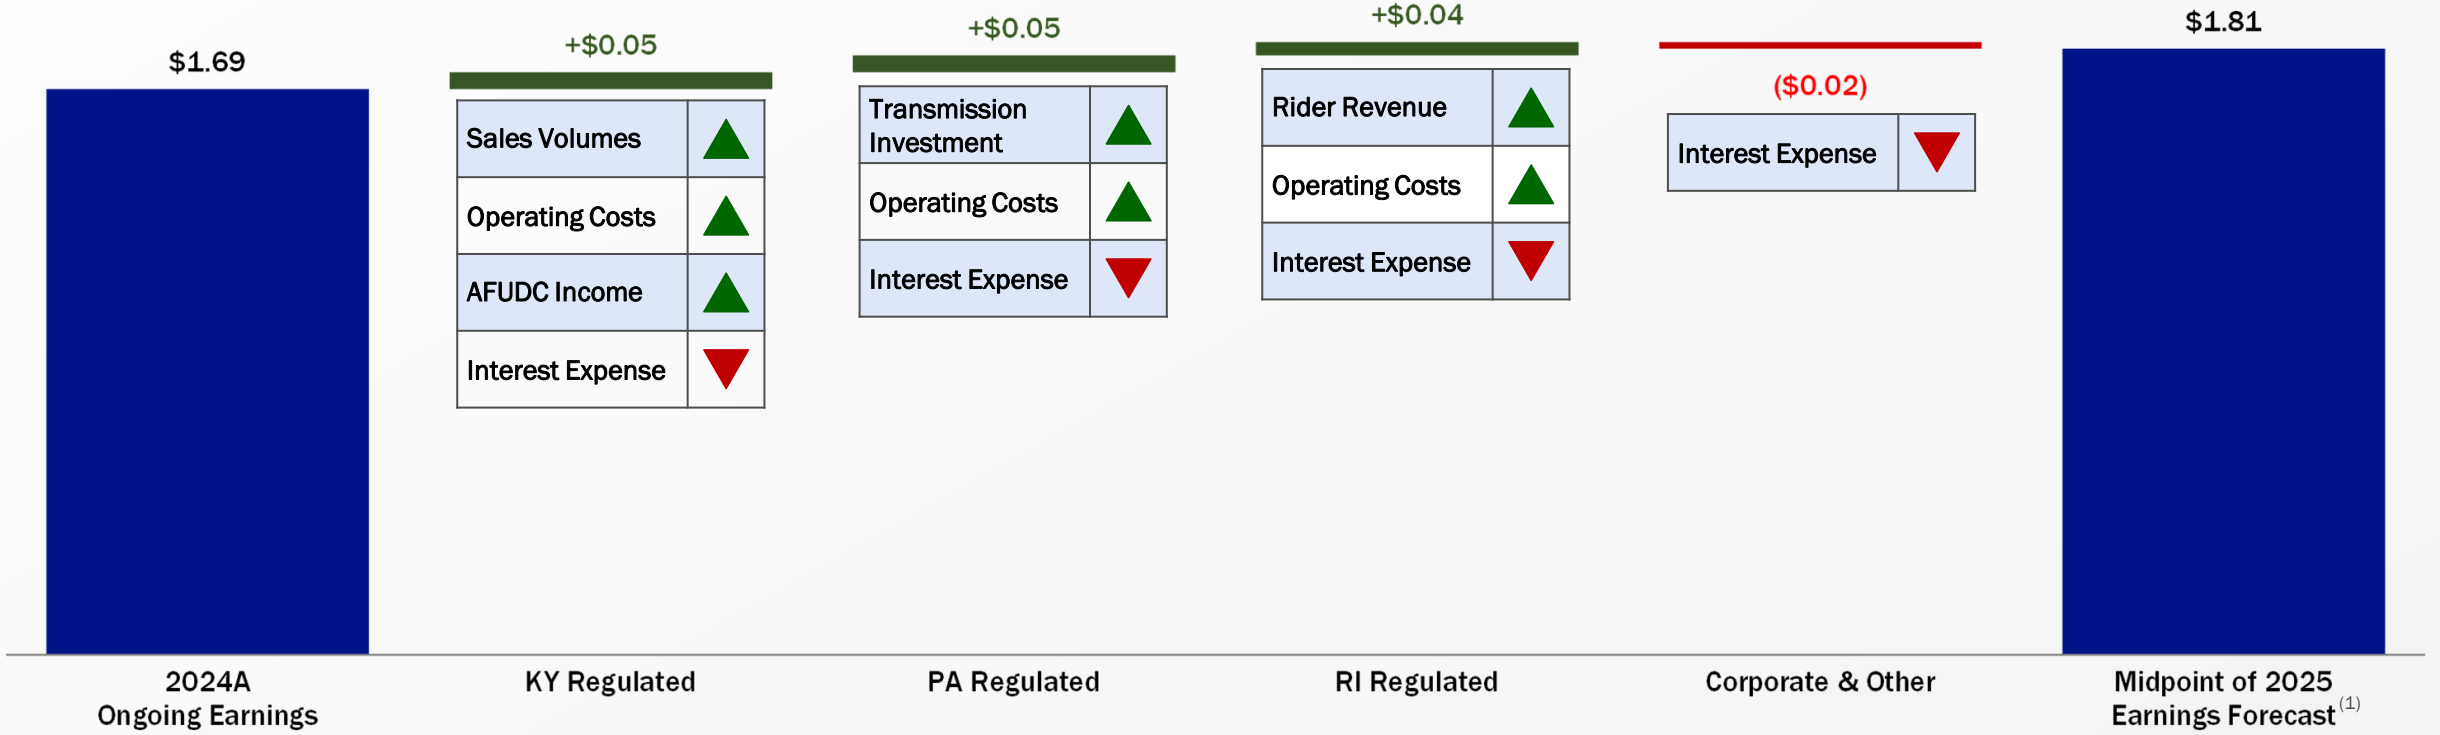 $1.69
+$0.05
+$0.05
+$0.04
($0.02)
$1.81
Sales Volumes
Operating Costs
AFUDC Income
Interest Expense
Transmission
Investment
Operating Costs
Interest Expense
Rider Revenue
Operating Costs
Interest Expense
Interest Expense
2024A
Ongoing Earnings
KY Regulated
PA Regulated
RI Regulated
Corporate & Other
Midpoint of 2025
Earnings Forecast(1)